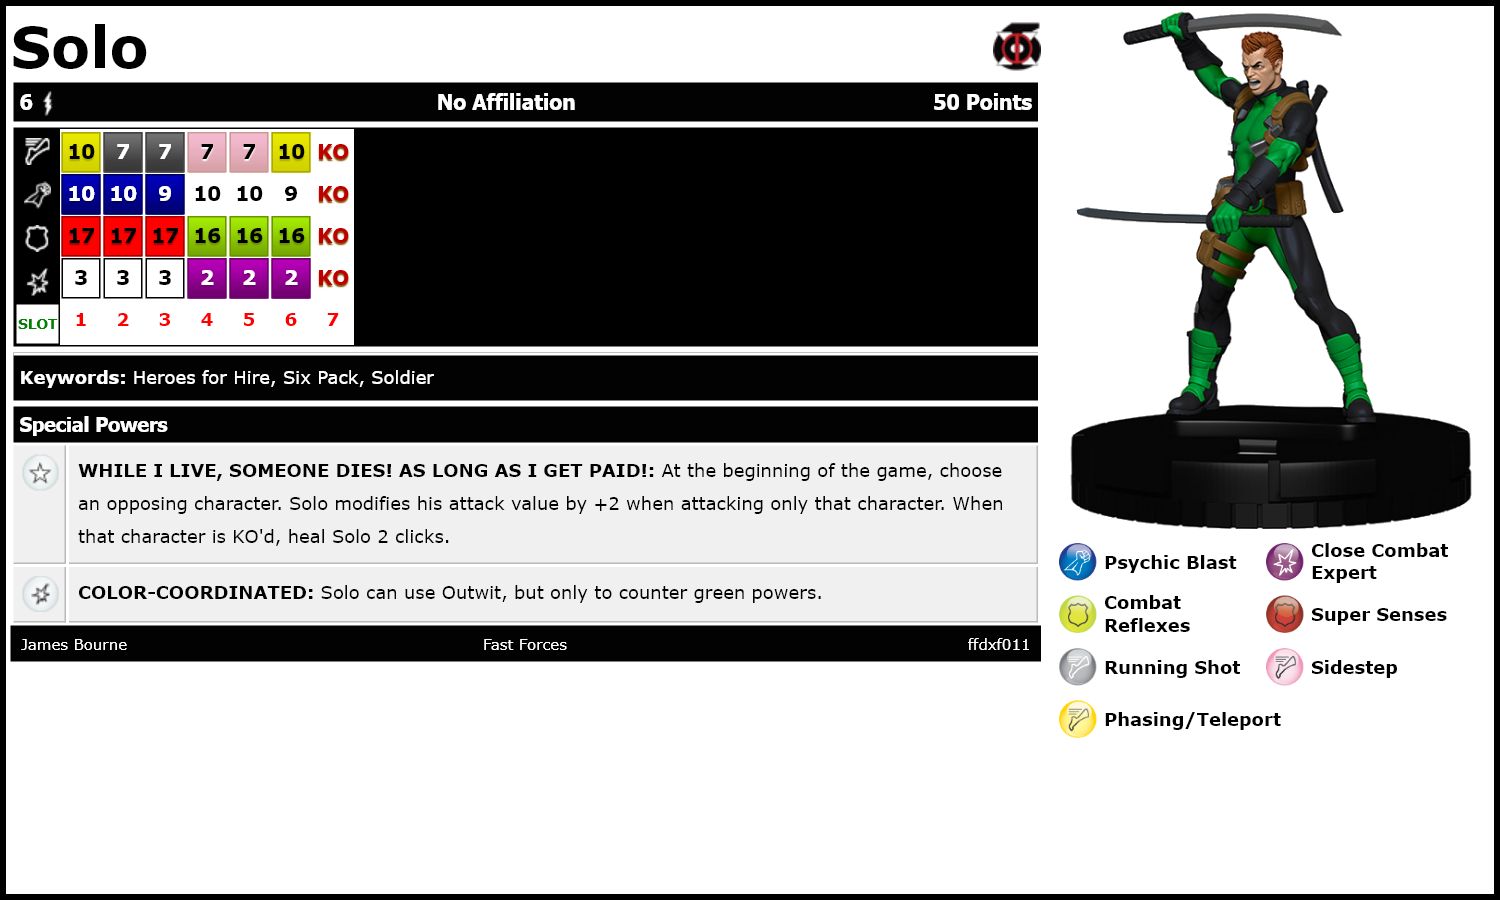 Solo
6 No Affiliation 50 Points
10 7 7 7 7 10 KO
10 10 9 10 10 9 KO
17 17 17 16 16 16 KO
3 3 3 2 2 2 KO
SLOT 1 2 3 4 5 6 7
Keywords: Heroes for Hire, Six Pack, Soldier
Special Powers
WHILE I LIVE, SOMEONE DIES! AS LONG AS I GET PAID!: At the beginning of the game, choose
an opposing character. Solo modifies his attack value by +2 when attacking only that character. When
that character is KO'd, heal Solo 2 clicks.
COLOR-COORDINATED: Solo can use Outwit, but only to counter green powers.
James Bourne Fast Forces ffdxf011
Psychic Blast
Close Combat
Expert
Combat
Reflexes
Super Senses
Running Shot
Sidestep
Phasing/Teleport